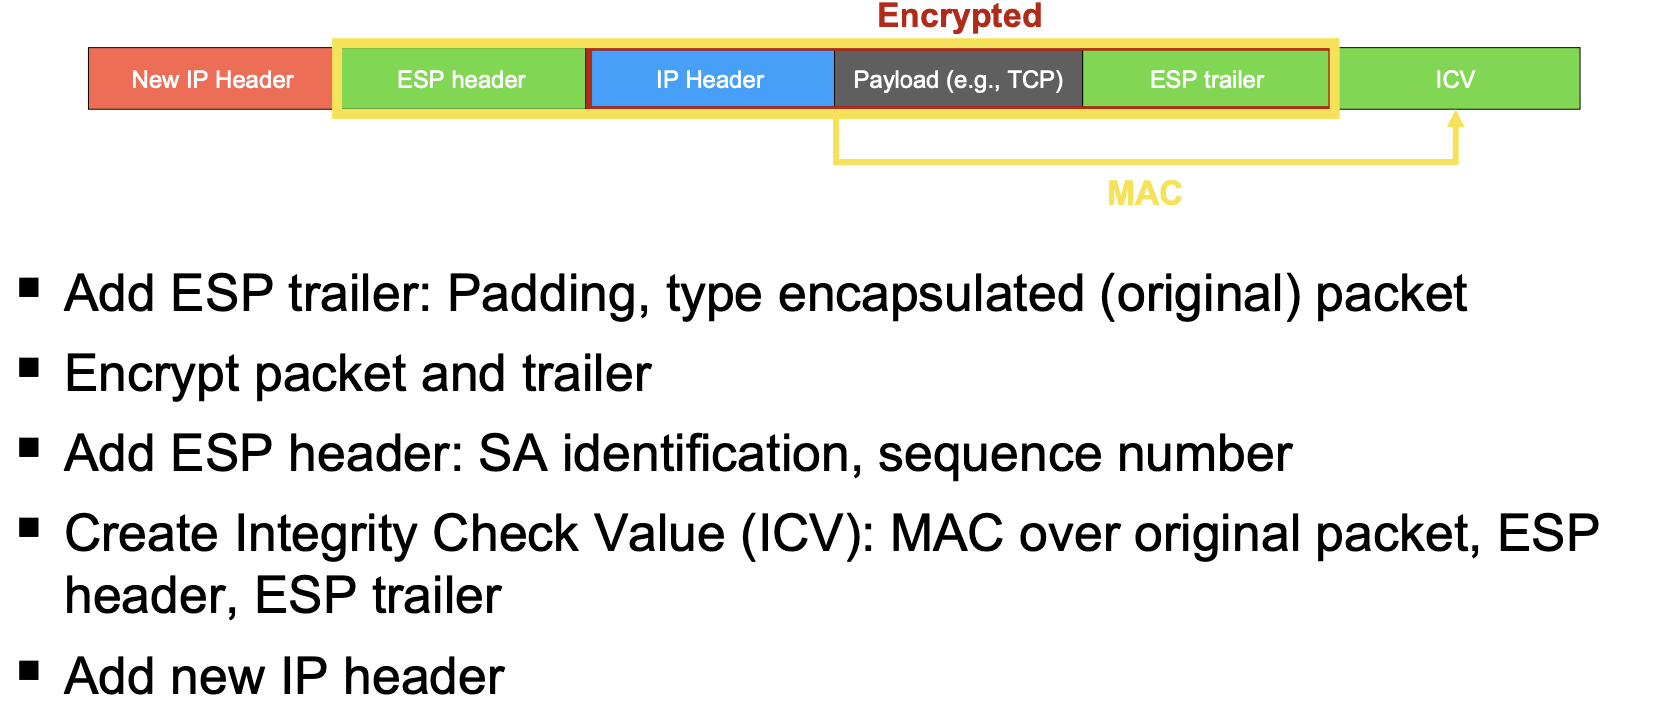 Encrypted
New IP Header ESP header IP Header Payload (e.g., TCP) ESP trailer ICV
MAC
▪ Add ESP trailer: Padding, type encapsulated (original) packet
▪ Encrypt packet and trailer
▪ Add ESP header: SA identification, sequence number
▪ Create Integrity Check Value (ICV): MAC over original packet, ESP
header, ESP trailer
▪ Add new IP header